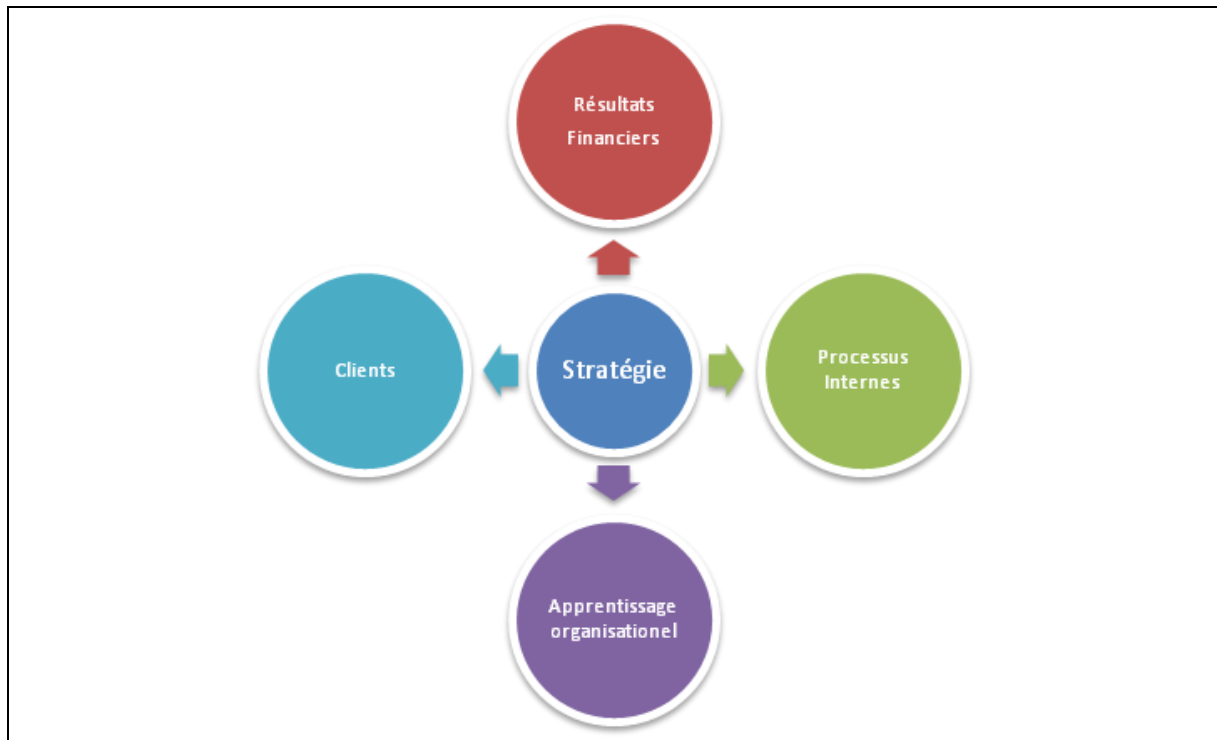 Résultats
Financiers
Clients
Stratégie
Processus
Internes
Apprentissage
organisationel